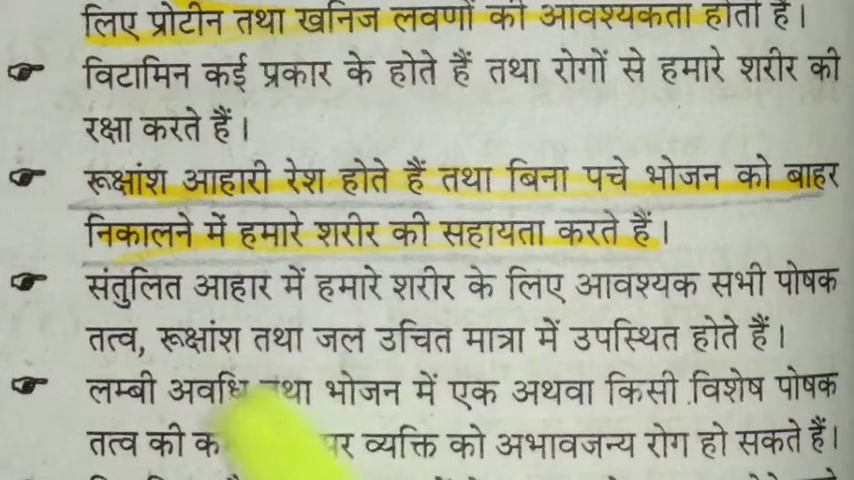 लिए प्रोटीन तथा खनिज लवणों की आवश्यकता होती है।
विटामिन कई प्रकार के होते हैं तथा रोगों से हमारे शरीर की
रक्षा करते हैं।
रूक्षांश आहारी रेश होते हैं तथा बिना पचे भोजन को बाहर
निकालने में हमारे शरीर की सहायता करते हैं।
संतुलित आहार में हमारे शरीर के लिए आवश्यक सभी पोषक
तत्व, रूक्षांश तथा जल उचित मात्रा में उपस्थित होते हैं।
लम्बी अवधि तथा भोजन में एक अथवा किसी विशेष पोषक
तत्व की पर व्यक्ति को अभावजन्य रोग हो सकते हैं।